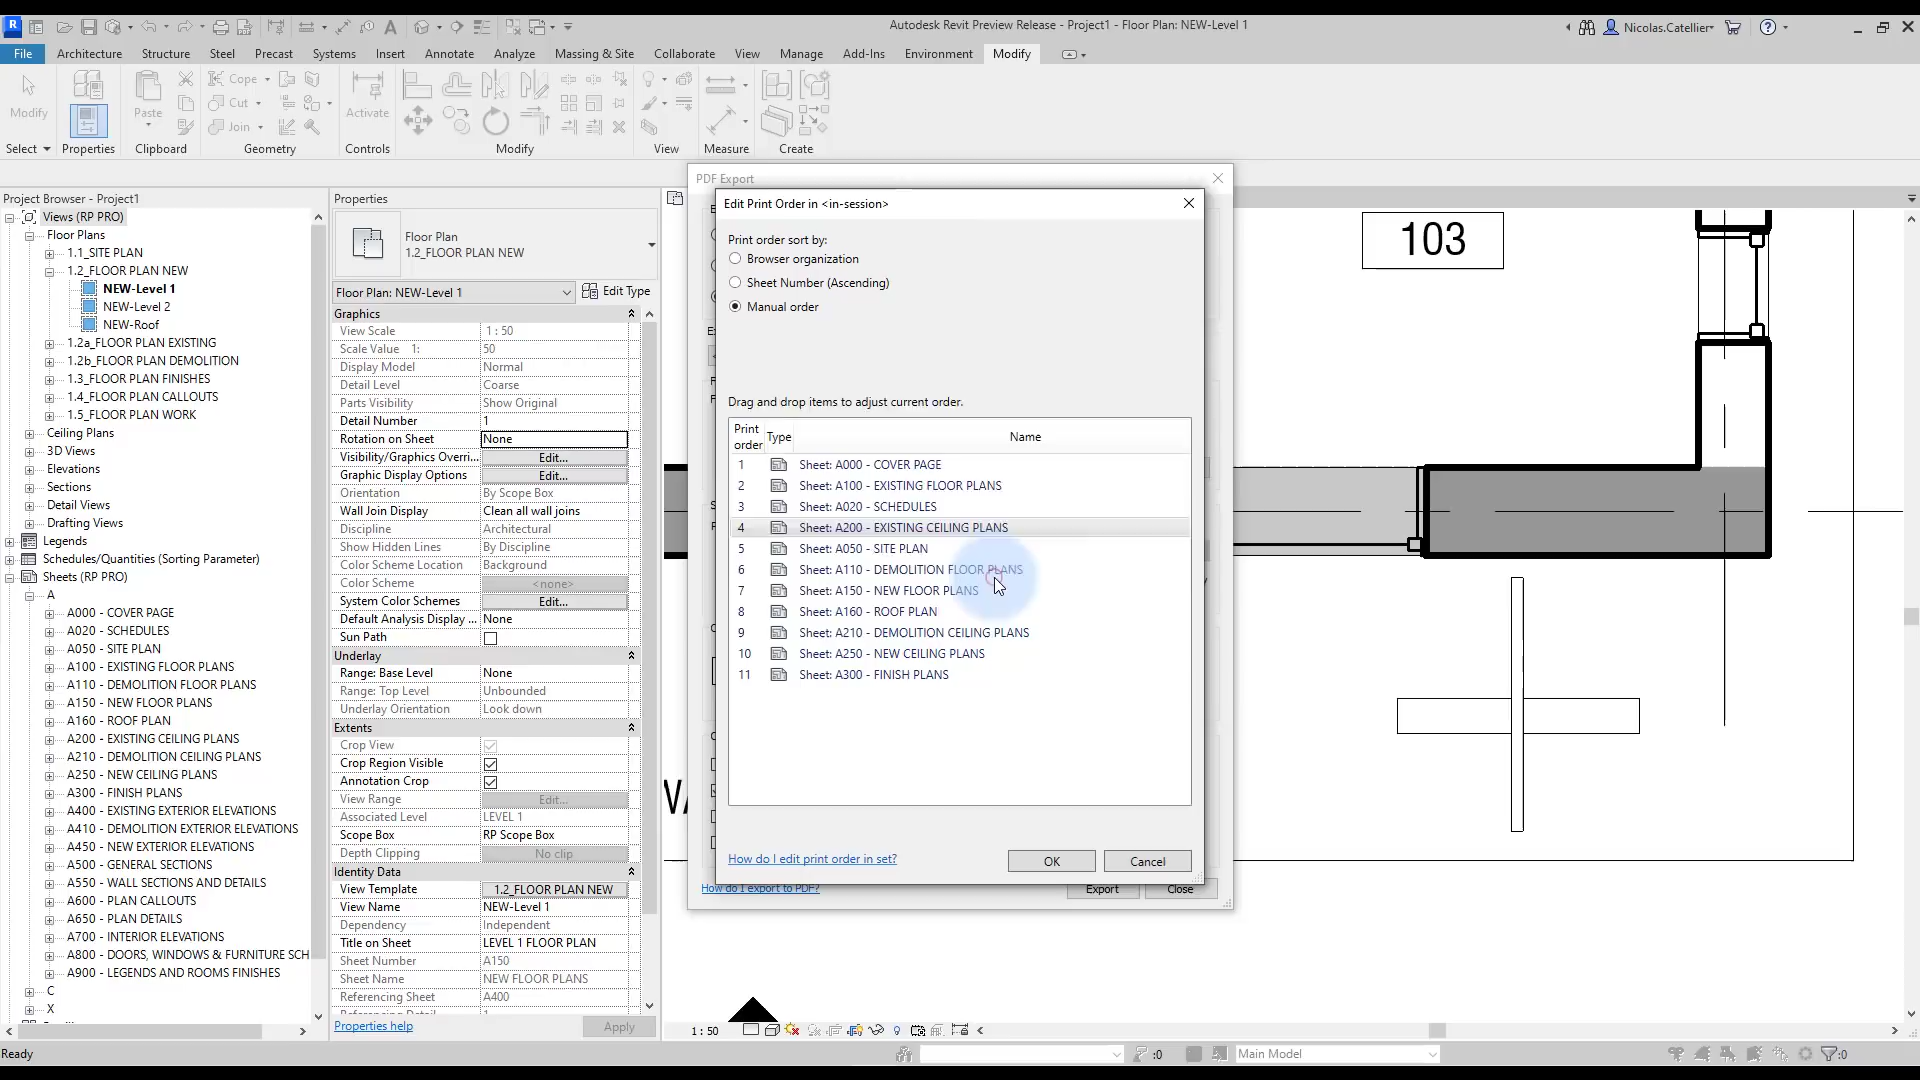 Autodesk Revit Preview Release - Project1 - Floor Plan: NEW-Level 1
Nicolas.Catellier
File Architecture Structure Steel Precast Systems Insert Annotate Analyze Massing & Site Collaborate View Manage Add-Ins Environment Modify
Modify
Paste
Cope
Cut
Join
Activate
Select Properties Clipboard Geometry Controls Modify View Measure Create
Project Browser - Project1
Views (RP PRO)
Floor Plans
1.1_SITE PLAN
1.2_FLOOR PLAN NEW
NEW-Level 1
NEW-Level 2
NEW-Roof
1.2a_FLOOR PLAN EXISTING
1.2b_FLOOR PLAN DEMOLITION
1.3_FLOOR PLAN FINISHES
1.4_FLOOR PLAN CALLOUTS
1.5_FLOOR PLAN WORK
Ceiling Plans
3D Views
Elevations
Sections
Detail Views
Drafting Views
Legends
Schedules/Quantities (Sorting Parameter)
Sheets (RP PRO)
A
A000 - COVER PAGE
A020 - SCHEDULES
A050 - SITE PLAN
A100 - EXISTING FLOOR PLANS
A110 - DEMOLITION FLOOR PLANS
A150 - NEW FLOOR PLANS
A160 - ROOF PLAN
A200 - EXISTING CEILING PLANS
A210 - DEMOLITION CEILING PLANS
A250 - NEW CEILING PLANS
A300 - FINISH PLANS
A400 - EXISTING EXTERIOR ELEVATIONS
A410 - DEMOLITION EXTERIOR ELEVATIONS
A450 - NEW EXTERIOR ELEVATIONS
A500 - GENERAL SECTIONS
A550 - WALL SECTIONS AND DETAILS
A600 - PLAN CALLOUTS
A650 - PLAN DETAILS
A700 - INTERIOR ELEVATIONS
A800 - DOORS, WINDOWS & FURNITURE SCH
A900 - LEGENDS AND ROOMS FINISHES
C
X
Properties
Floor Plan
1.2_FLOOR PLAN NEW
Floor Plan: NEW-Level 1 Edit Type
Graphics
View Scale 1 : 50
Scale Value 1: 50
Display Model Normal
Detail Level Coarse
Parts Visibility Show Original
Detail Number 1
Rotation on Sheet None
Visibility/Graphics Overri... Edit...
Graphic Display Options Edit...
Orientation By Scope Box
Wall Join Display Clean all wall joins
Discipline Architectural
Show Hidden Lines By Discipline
Color Scheme Location Background
Color Scheme <none>
System Color Schemes Edit...
Default Analysis Display ... None
Sun Path
Underlay
Range: Base Level None
Range: Top Level Unbounded
Underlay Orientation Look down
Extents
Crop View
Crop Region Visible
Annotation Crop
View Range Edit...
Associated Level LEVEL 1
Scope Box RP Scope Box
Depth Clipping No clip
Identity Data
View Template 1.2_FLOOR PLAN NEW
View Name NEW-Level 1
Dependency Independent
Title on Sheet LEVEL 1 FLOOR PLAN
Sheet Number A150
Sheet Name NEW FLOOR PLANS
Referencing Sheet A400
Properties help Apply
PDF Export
Edit Print Order in <in-session>
Print order sort by:
Browser organization
Sheet Number (Ascending)
Manual order
Drag and drop items to adjust current order.
Print order Type Name
1 Sheet: A000 - COVER PAGE
2 Sheet: A100 - EXISTING FLOOR PLANS
3 Sheet: A020 - SCHEDULES
4 Sheet: A200 - EXISTING CEILING PLANS
5 Sheet: A050 - SITE PLAN
6 Sheet: A110 - DEMOLITION FLOOR PLANS
7 Sheet: A150 - NEW FLOOR PLANS
8 Sheet: A160 - ROOF PLAN
9 Sheet: A210 - DEMOLITION CEILING PLANS
10 Sheet: A250 - NEW CEILING PLANS
11 Sheet: A300 - FINISH PLANS
How do I edit print order in set? OK Cancel
How do I export to PDF? Export Close
103
1 : 50
Ready
:0
Main Model
:0